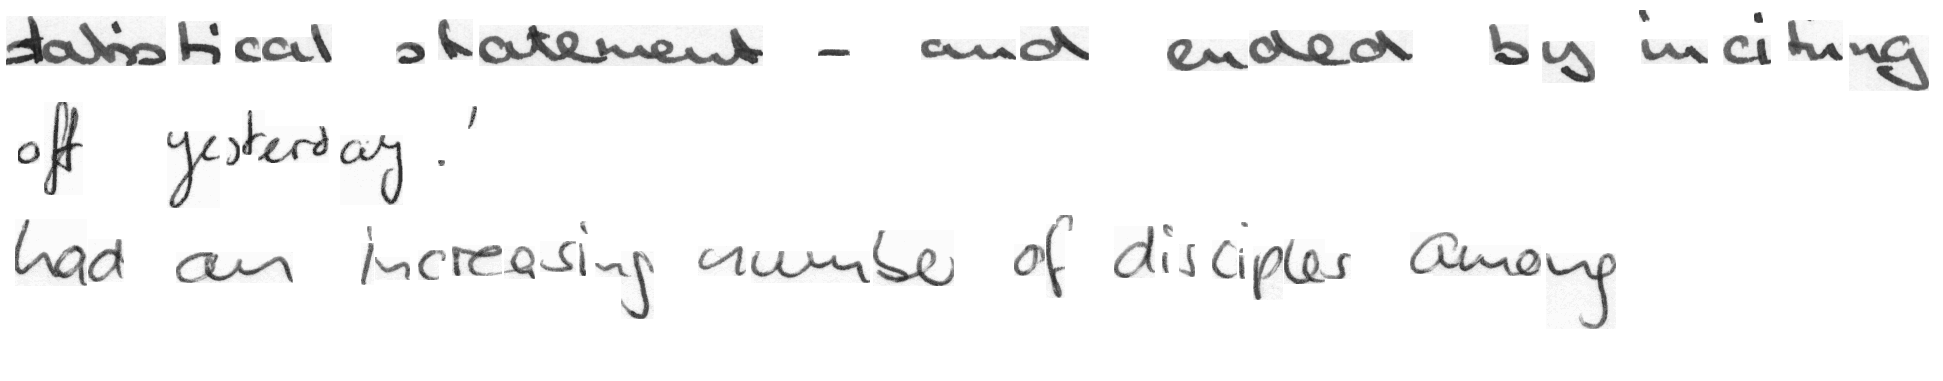 statistical statement - and ended by inciting
off yesterday.'
had an increasing number of disciples among